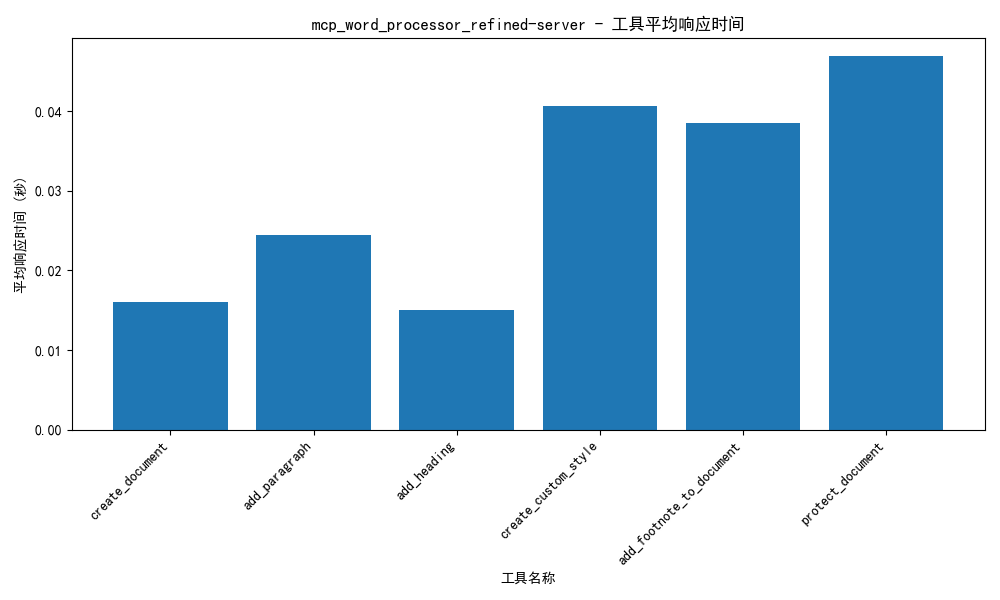 mcp_word_processor_refined-server - 工具平均响应时间
平均响应时间 (秒)
0.04
0.03
0.02
0.01
0.00
create_document
add_paragraph
add_heading
create_custom_style
add_footnote_to_document
protect_document
工具名称